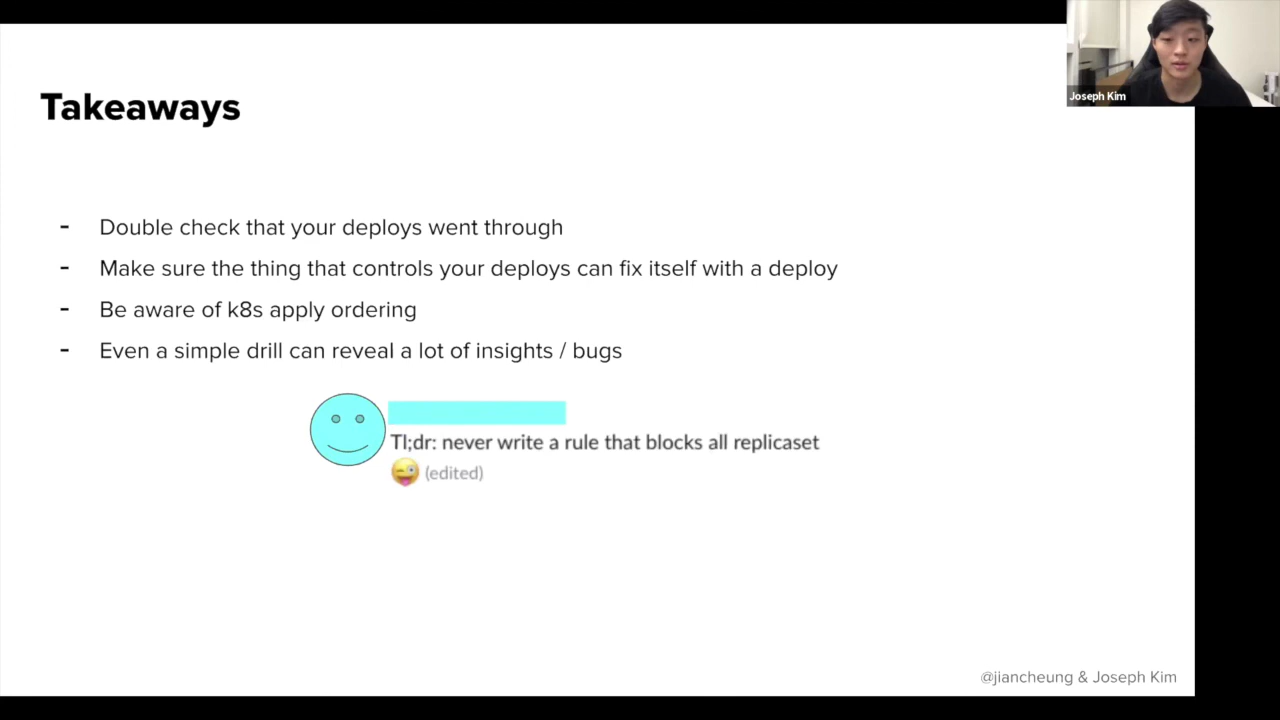 Joseph Kim
Takeaways
- Double check that your deploys went through
- Make sure the thing that controls your deploys can fix itself with a deploy
- Be aware of k8s apply ordering
- Even a simple drill can reveal a lot of insights / bugs
Tl;dr: never write a rule that blocks all replicaset
😜 (edited)
@jiancheung & Joseph Kim